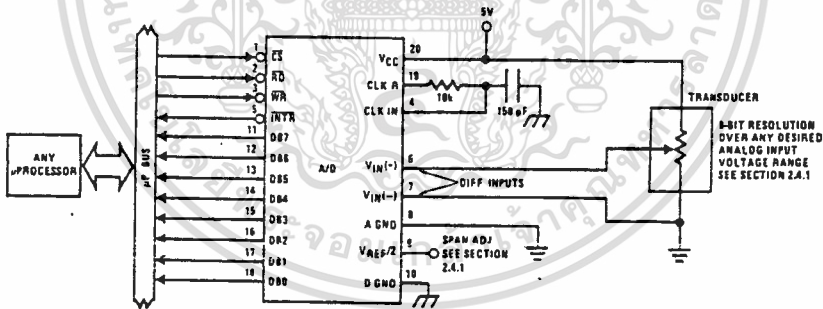 5V
1 CS
2 RD
3 WR
5 INTR
11 DB7
12 DB6
13 DB5
14 DB4
15 DB3
16 DB2
17 DB1
18 DB0
ANY
µPROCESSOR
µP BUS
A/D
VCC 20
CLK R 19
CLK IN 4
10k
150 pF
VIN(-) 6
VIN(-) 7
DIFF INPUTS
A GND 8
VREF/2 9
D GND 10
SPAN ADJ
SEE SECTION
2.4.1
TRANSDUCER
8-BIT RESOLUTION
OVER ANY DESIRED
ANALOG INPUT
VOLTAGE RANGE
SEE SECTION 2.4.1